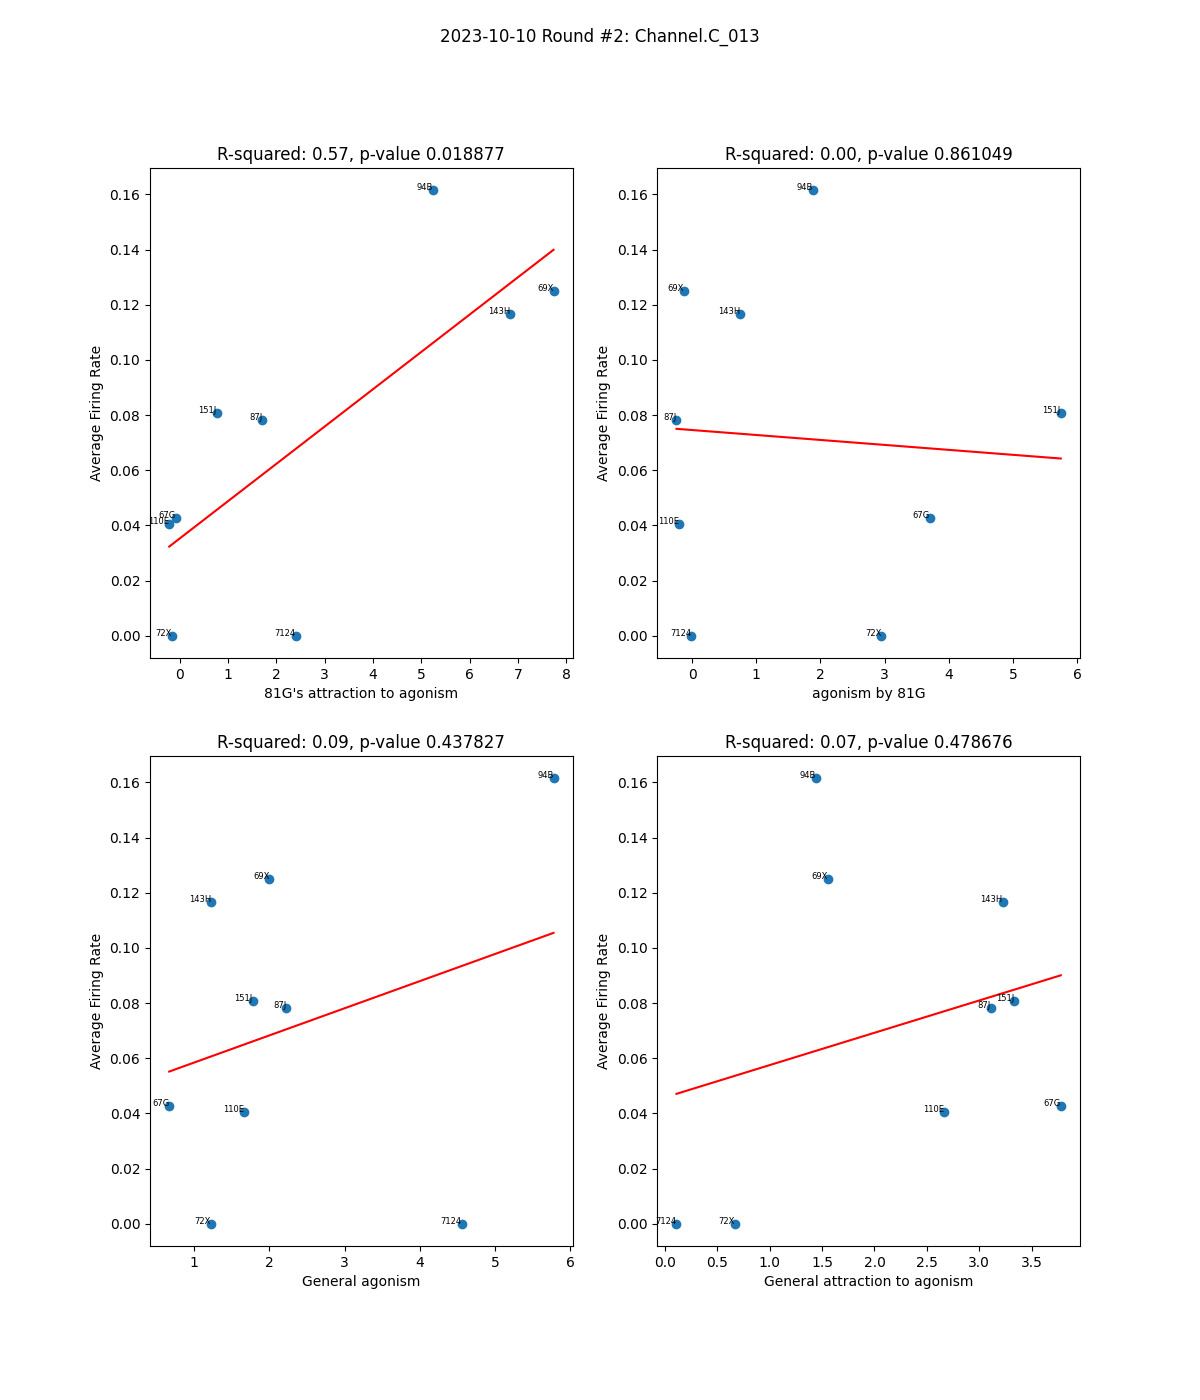 2023-10-10 Round #2: Channel.C_013
R-squared: 0.57, p-value 0.018877
0.16
0.14
0.12
0.10
0.08
0.06
0.04
0.02
0.00
Average Firing Rate
94B
69X
143H
151J
87J
67G
110E
72X
7124
0 1 2 3 4 5 6 7 8
81G's attraction to agonism
R-squared: 0.00, p-value 0.861049
0.16
0.14
0.12
0.10
0.08
0.06
0.04
0.02
0.00
Average Firing Rate
94B
69X
143H
151J
87J
67G
110E
7124
72X
0 1 2 3 4 5 6
agonism by 81G
R-squared: 0.09, p-value 0.437827
0.16
0.14
0.12
0.10
0.08
0.06
0.04
0.02
0.00
Average Firing Rate
94B
69X
143H
151J
87J
67G
110E
72X
7124
1 2 3 4 5 6
General agonism
R-squared: 0.07, p-value 0.478676
0.16
0.14
0.12
0.10
0.08
0.06
0.04
0.02
0.00
Average Firing Rate
94B
69X
143H
151J
87J
67G
110E
7124
72X
0.0 0.5 1.0 1.5 2.0 2.5 3.0 3.5
General attraction to agonism